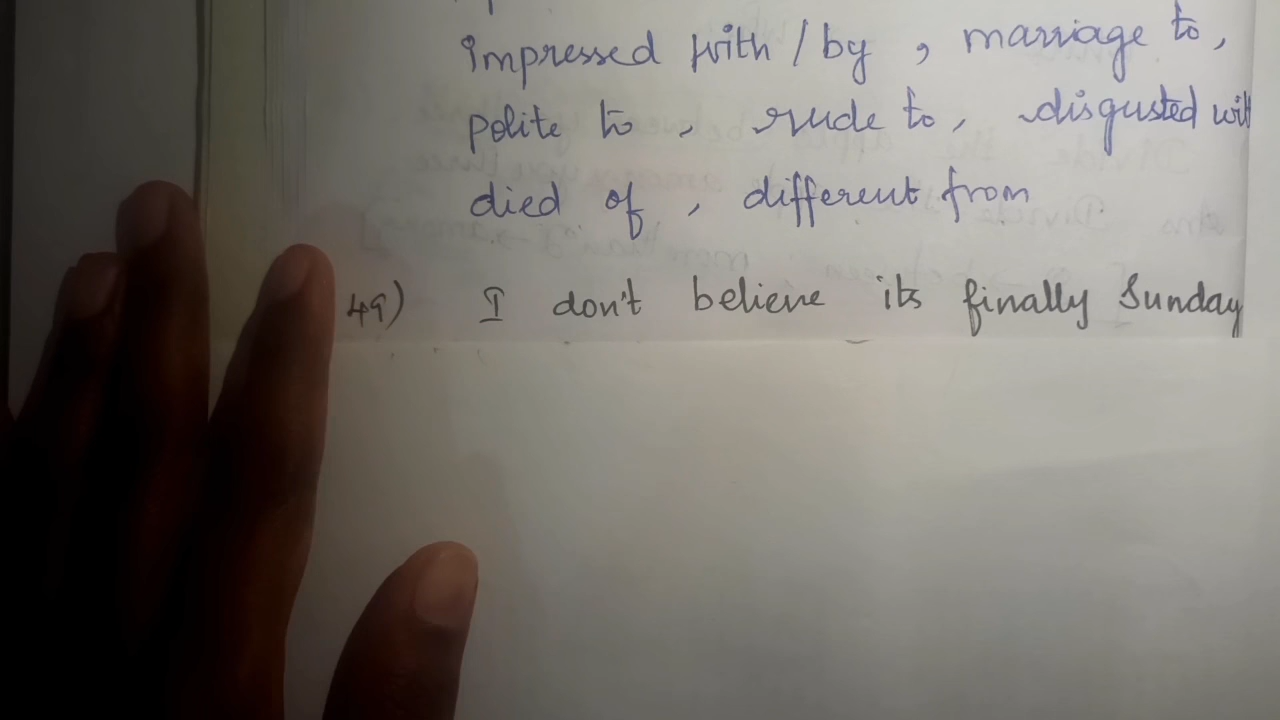 impressed with / by , marriage to ,
polite to , rude to , disgusted with
died of , different from
49) I don't believe its finally Sunday